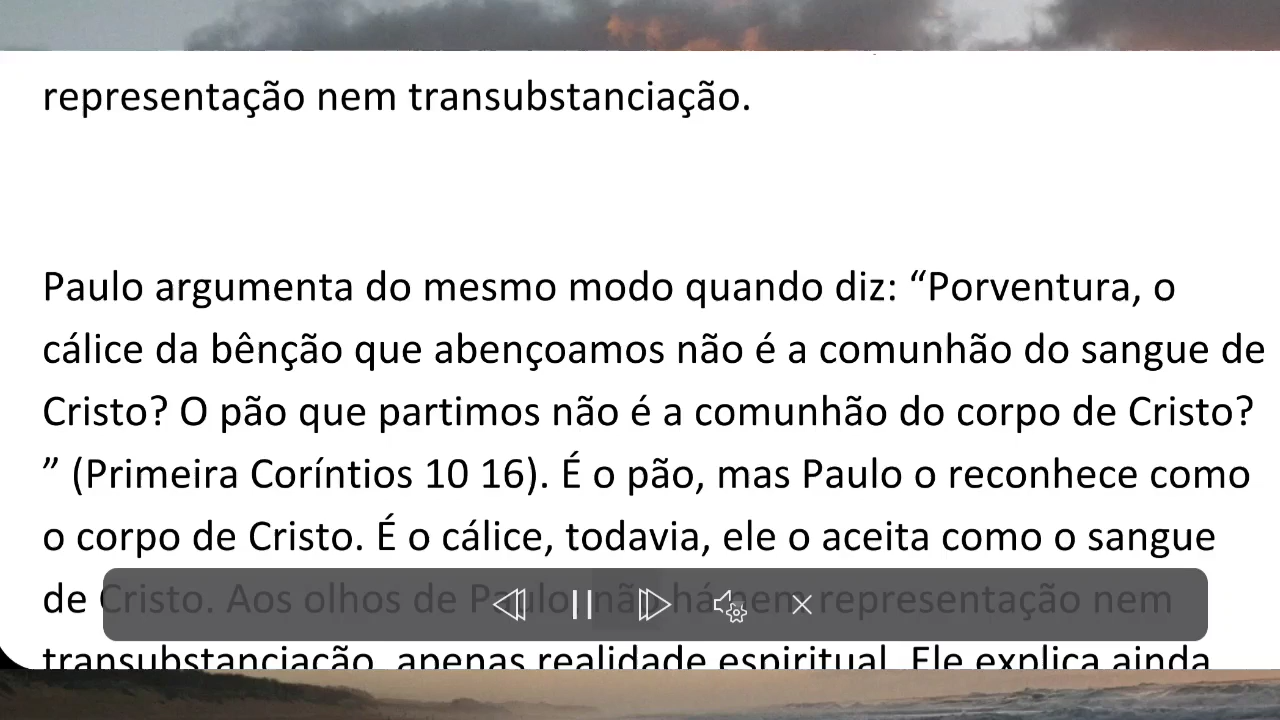 representação nem transubstanciação.
Paulo argumenta do mesmo modo quando diz: “Porventura, o
cálice da bênção que abençoamos não é a comunhão do sangue de
Cristo? O pão que partimos não é a comunhão do corpo de Cristo?
” (Primeira Coríntios 10 16). É o pão, mas Paulo o reconhece como
o corpo de Cristo. É o cálice, todavia, ele o aceita como o sangue
de Cristo. Aos olhos de Paulo, não há nem representação nem
transubstanciação, apenas realidade espiritual. Ele explica ainda